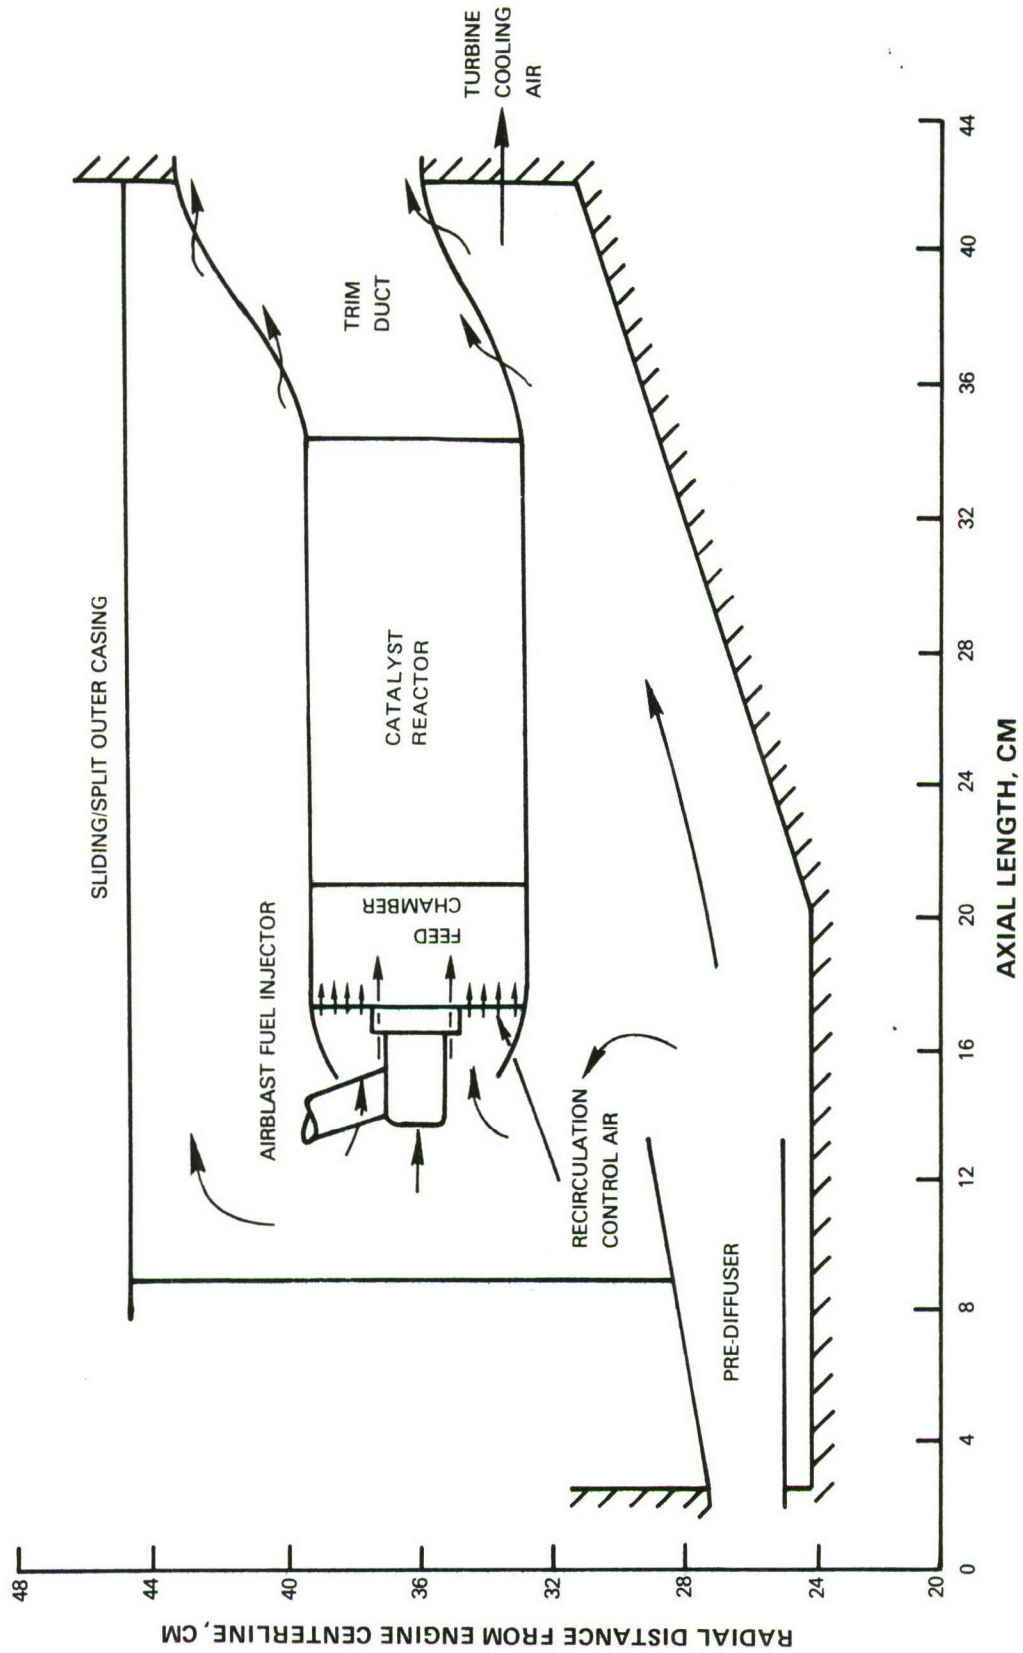 SLIDING/SPLIT OUTER CASING
AIRBLAST FUEL INJECTOR
FEED
CHAMBER
CATALYST
REACTOR
TRIM
DUCT
TURBINE
COOLING
AIR
RECIRCULATION
CONTROL AIR
PRE-DIFFUSER
RADIAL DISTANCE FROM ENGINE CENTERLINE, CM
48
44
40
36
32
28
24
20
0
4
8
12
16
20
24
28
32
36
40
44
AXIAL LENGTH, CM